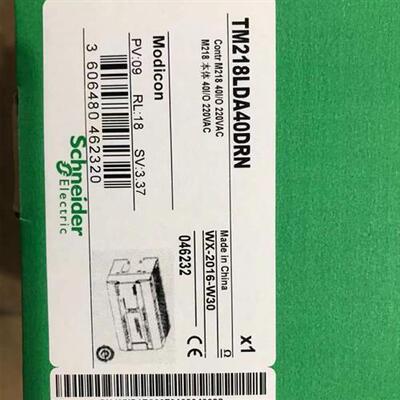 TM218LDA40DRN
Contr M218 40I/O 220VAC
M218 本体 40I/O 220VAC
Modicon
PV:09 RL:18 SV:3.37
3 606480 462320
Schneider
Electric
x1
Made in China
WX-2016-W30
046232
CE